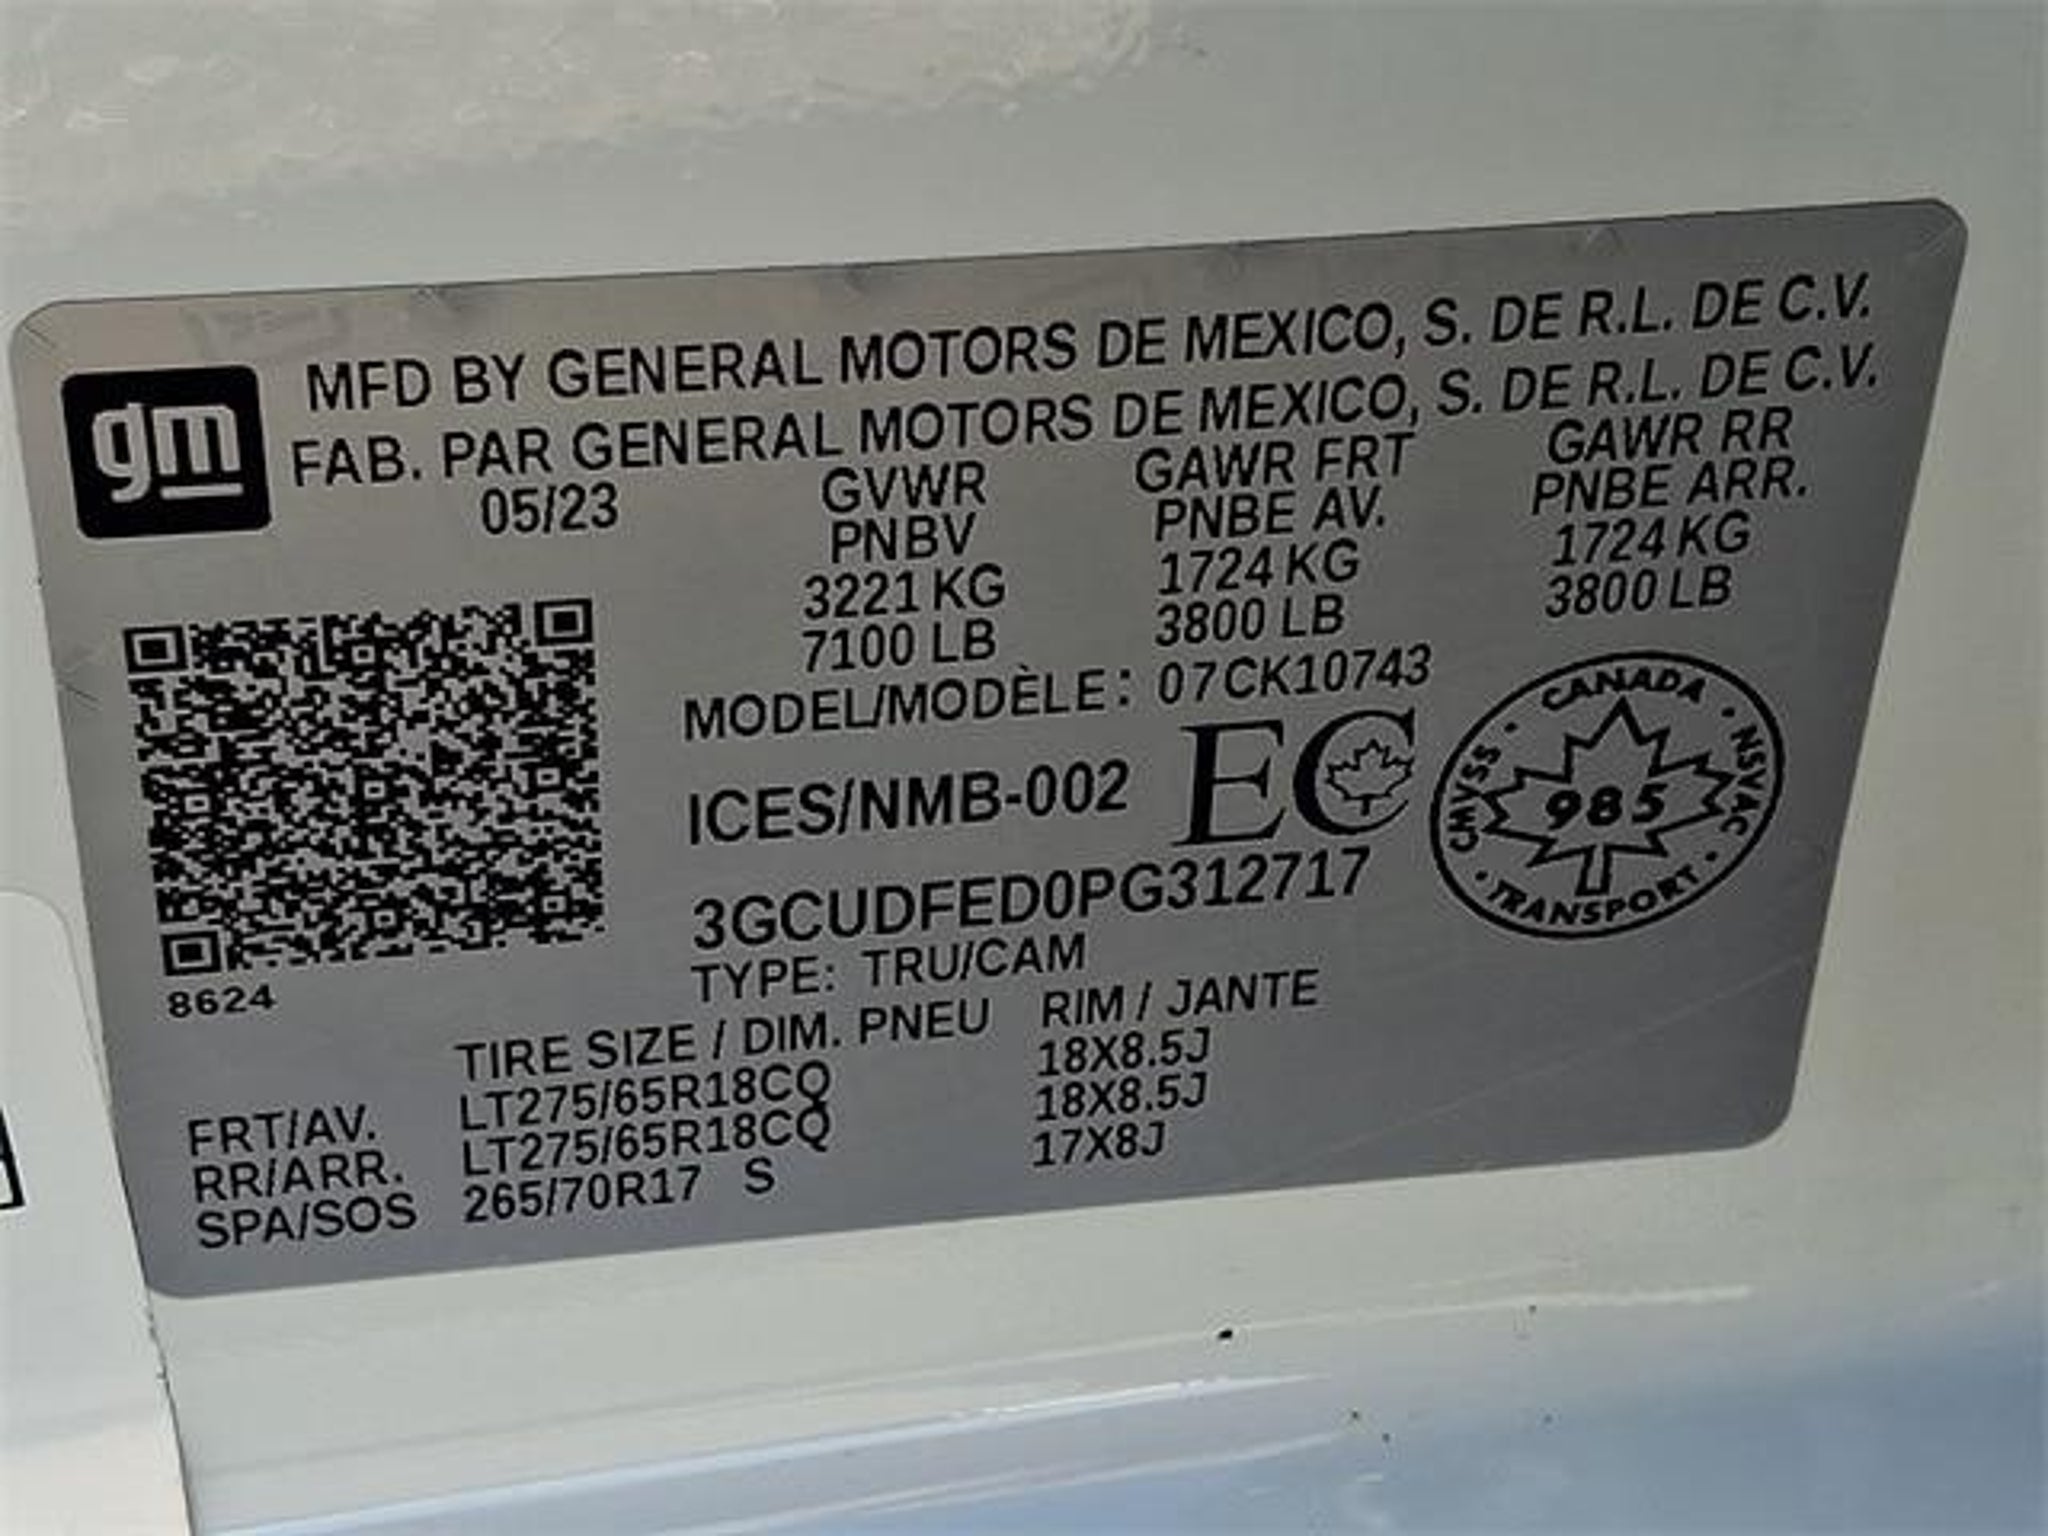 gm
MFD BY GENERAL MOTORS DE MEXICO, S. DE R.L. DE C.V.
FAB. PAR GENERAL MOTORS DE MEXICO, S. DE R.L. DE C.V.
05/23 GVWR GAWR FRT GAWR RR
PNBV PNBE AV. PNBE ARR.
3221 KG 1724 KG 1724 KG
7100 LB 3800 LB 3800 LB
MODEL/MODÈLE: 07CK10743
ICES/NMB-002 EC
CANADA • NSVAC • TRANSPORT • CMVSS •
985
3GCUDFED0PG312717
TYPE: TRU/CAM
8624
TIRE SIZE / DIM. PNEU RIM / JANTE
FRT/AV. LT275/65R18CQ 18X8.5J
RR/ARR. LT275/65R18CQ 18X8.5J
SPA/SOS 265/70R17 S 17X8J